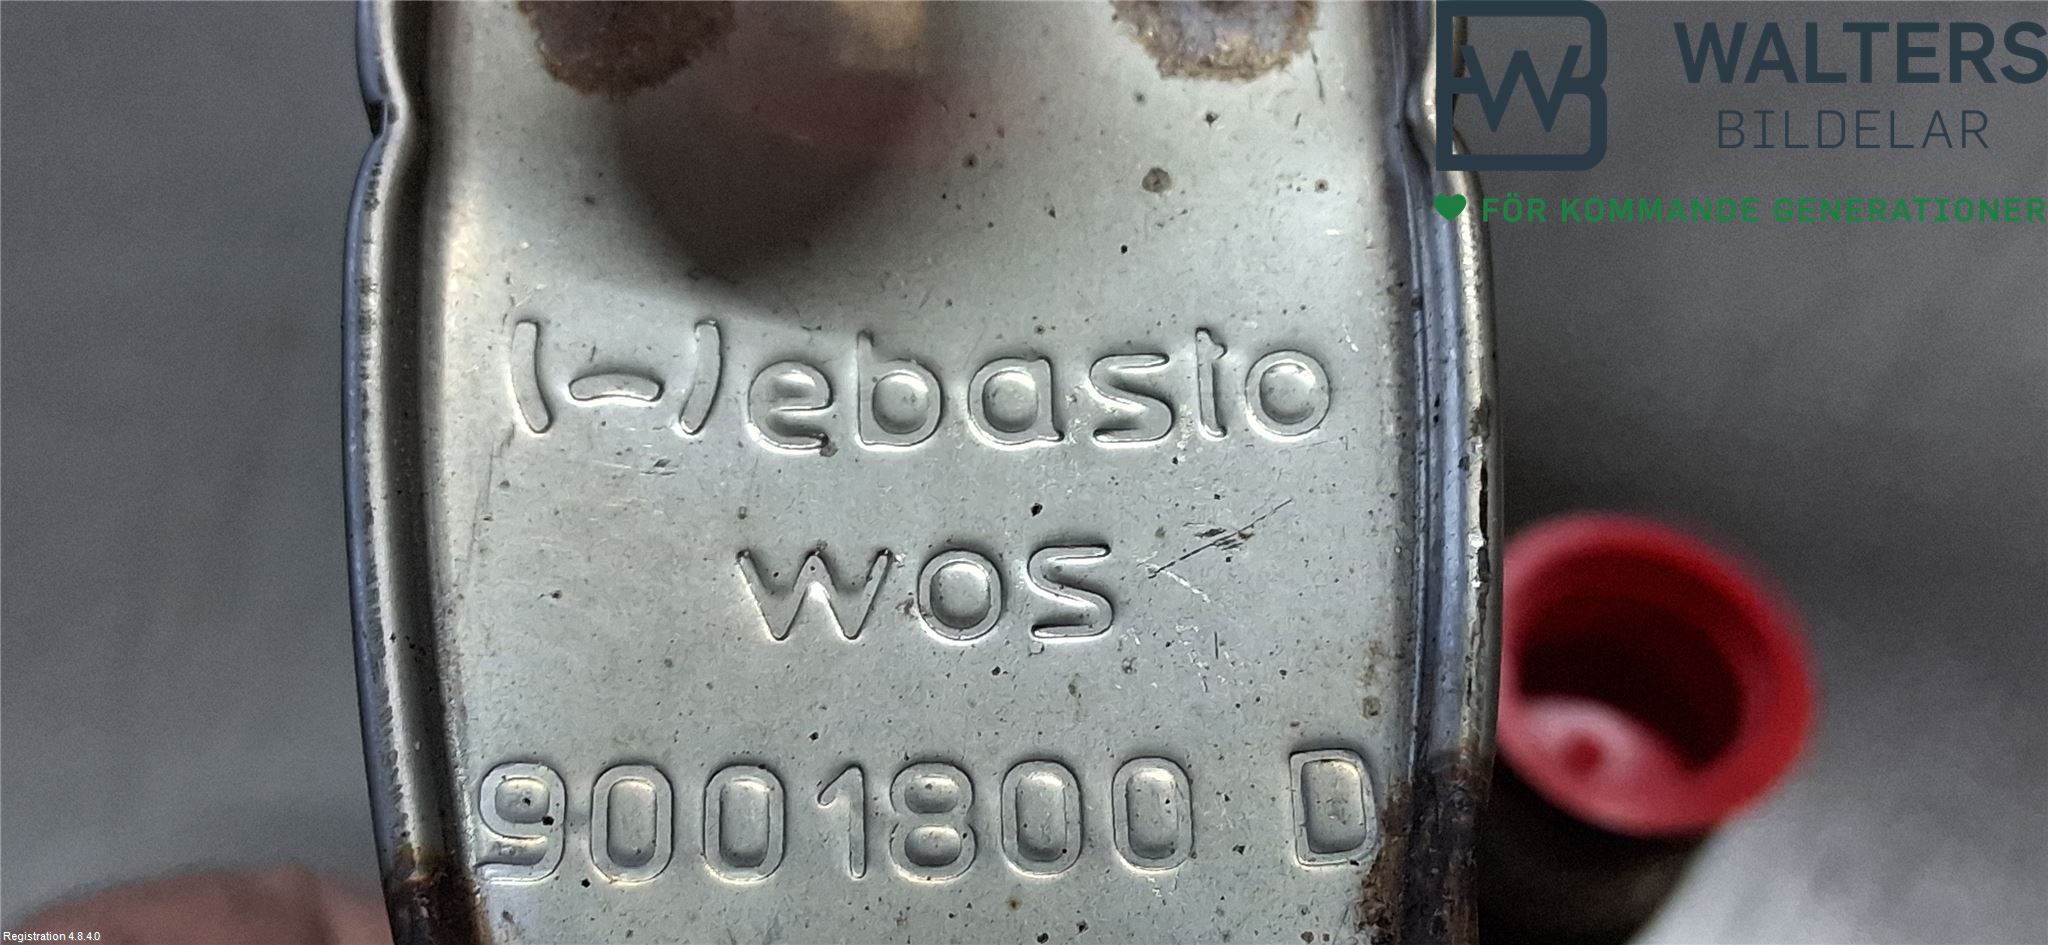 WALTERS
BILDELAR
FÖR KOMMANDE GENERATIONER
Webasto
WOS
9001800 D
Registration 4.8.4.0